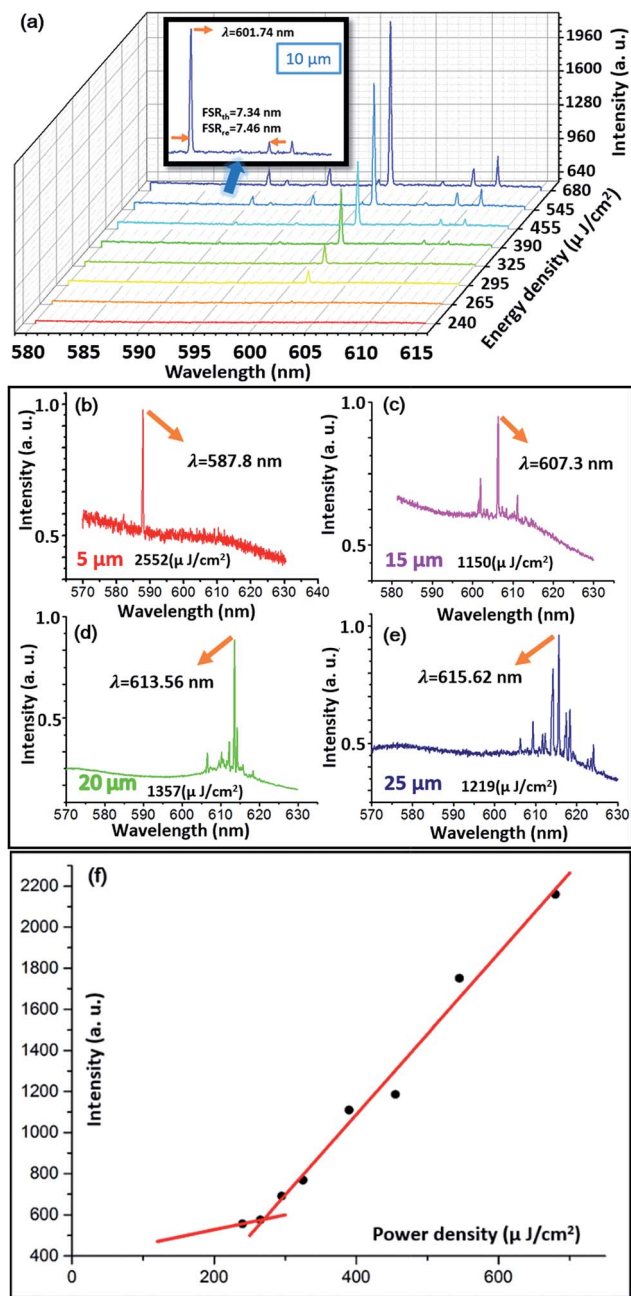 (a)
λ=601.74 nm
10 μm
FSRth=7.34 nm
FSRre=7.46 nm
1960
1600
1280
960
640
Intensity (a. u.)
680
545
455
390
325
295
265
240
Energy density(μ J/cm²)
580 585 590 595 600 605 610 615
Wavelength (nm)
(b)
1.0
0.5
Intensity (a. u.)
λ=587.8 nm
5 μm
2552(μ J/cm²)
570 580 590 600 610 620 630 640
Wavelength (nm)
(c)
1.0
0.5
Intensity (a. u.)
λ=607.3 nm
15 μm
1150(μ J/cm²)
580 590 600 610 620 630
Wavelength (nm)
(d)
1.0
0.5
Intensity (a. u.)
λ=613.56 nm
20 μm
1357(μ J/cm²)
570 580 590 600 610 620 630
Wavelength (nm)
(e)
1.0
0.5
Intensity (a. u.)
λ=615.62 nm
25 μm
1219(μ J/cm²)
570 580 590 600 610 620 630
Wavelength (nm)
(f)
2200
2000
1800
1600
1400
1200
1000
800
600
400
Intensity (a. u.)
Power density (μ J/cm²)
0 200 400 600